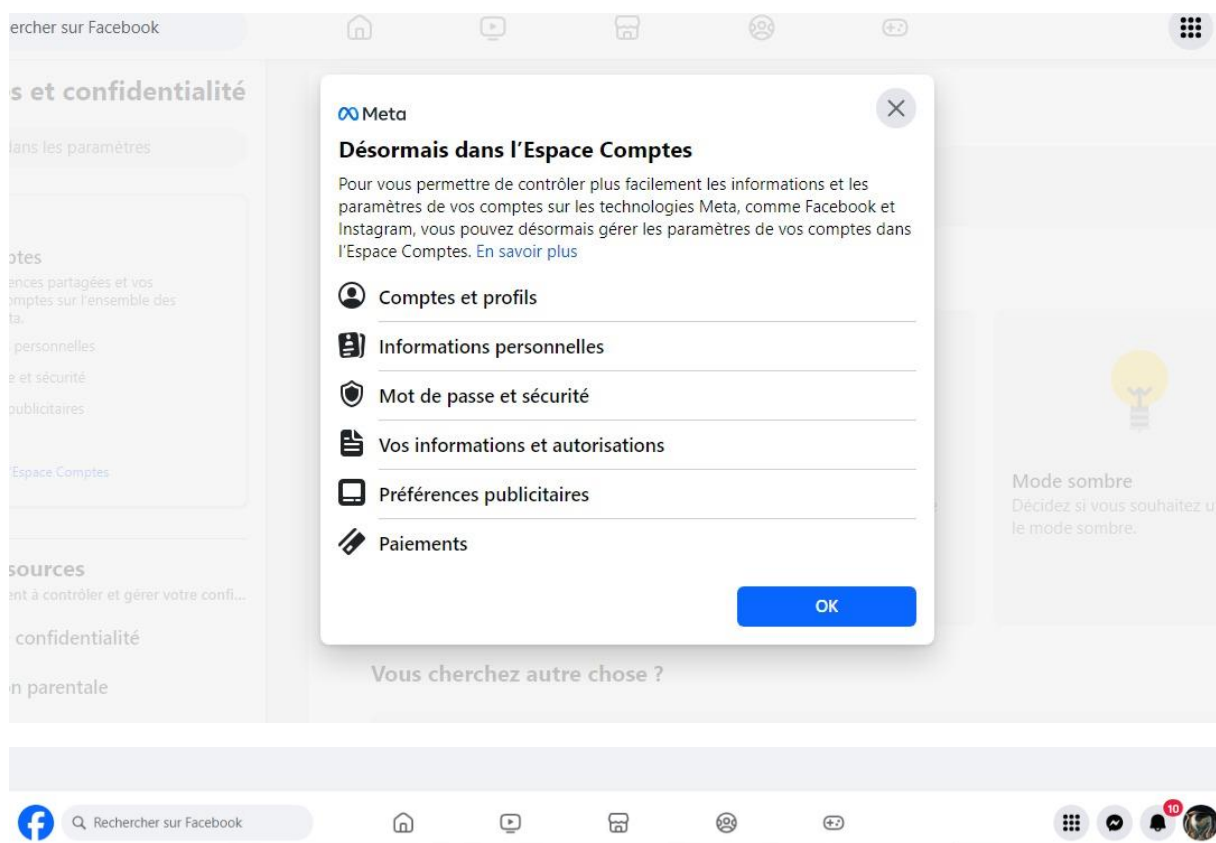 ercher sur Facebook
s et confidentialité
dans les paramètres
Meta
Désormais dans l'Espace Comptes
Pour vous permettre de contrôler plus facilement les informations et les
paramètres de vos comptes sur les technologies Meta, comme Facebook et
Instagram, vous pouvez désormais gérer les paramètres de vos comptes dans
l'Espace Comptes. En savoir plus
Comptes et profils
Informations personnelles
Mot de passe et sécurité
Vos informations et autorisations
Préférences publicitaires
Paiements
OK
ptes
ences partagées et vos
omptes sur l'ensemble des
ta.
personnelles
e et sécurité
publicitaires
'Espace Comptes
sources
ent à contrôler et gérer votre confi...
confidentialité
n parentale
Mode sombre
Décidez si vous souhaitez u
le mode sombre.
Vous cherchez autre chose ?
Rechercher sur Facebook
10